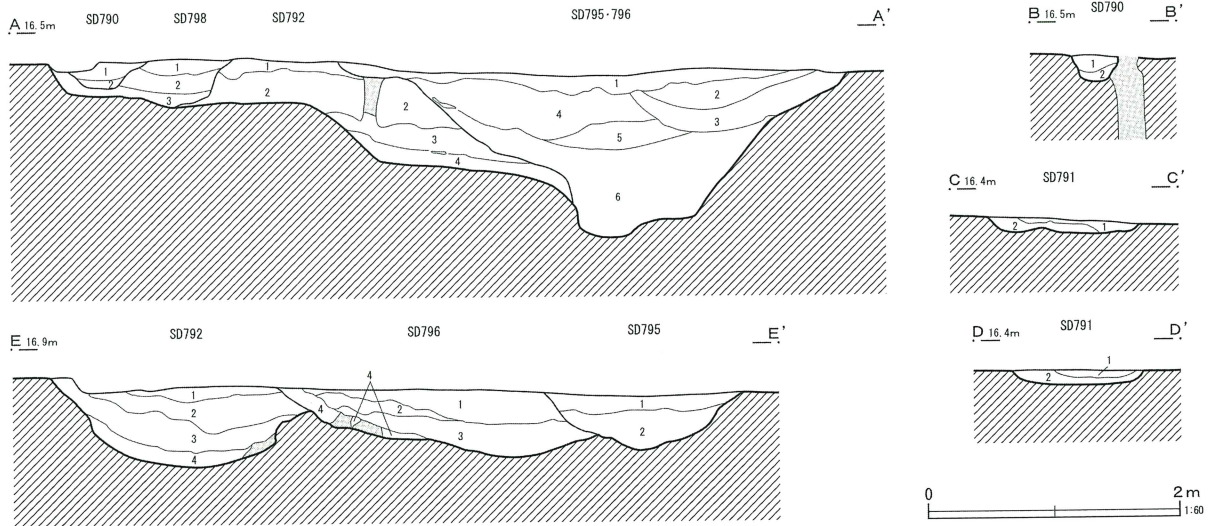 SD790 SD798 SD792 SD795・796
A 16.5m A'
1 1 1 1
2 2 2 2 2 4
3 3 3 5
4 6
SD790
B 16.5m B'
1
2
SD791
C 16.4m C'
2 1
SD792 SD796 SD795
E 16.9m E'
4
1 1 1
2 4 2 2
3 3
4
SD791
D 16.4m D'
1
2
0 2m
1:60